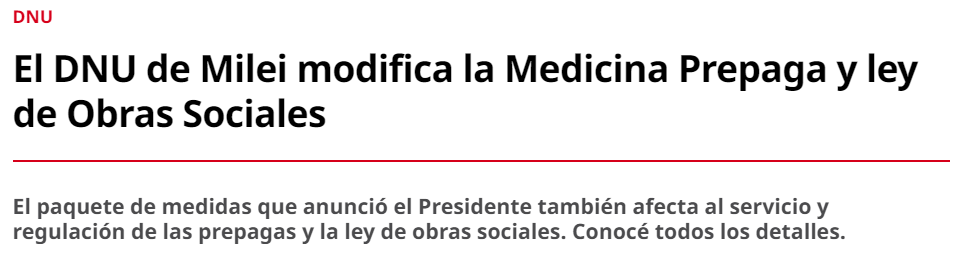 DNU
El DNU de Milei modifica la Medicina Prepaga y ley
de Obras Sociales
El paquete de medidas que anunció el Presidente también afecta al servicio y
regulación de las prepagas y la ley de obras sociales. Conocé todos los detalles.